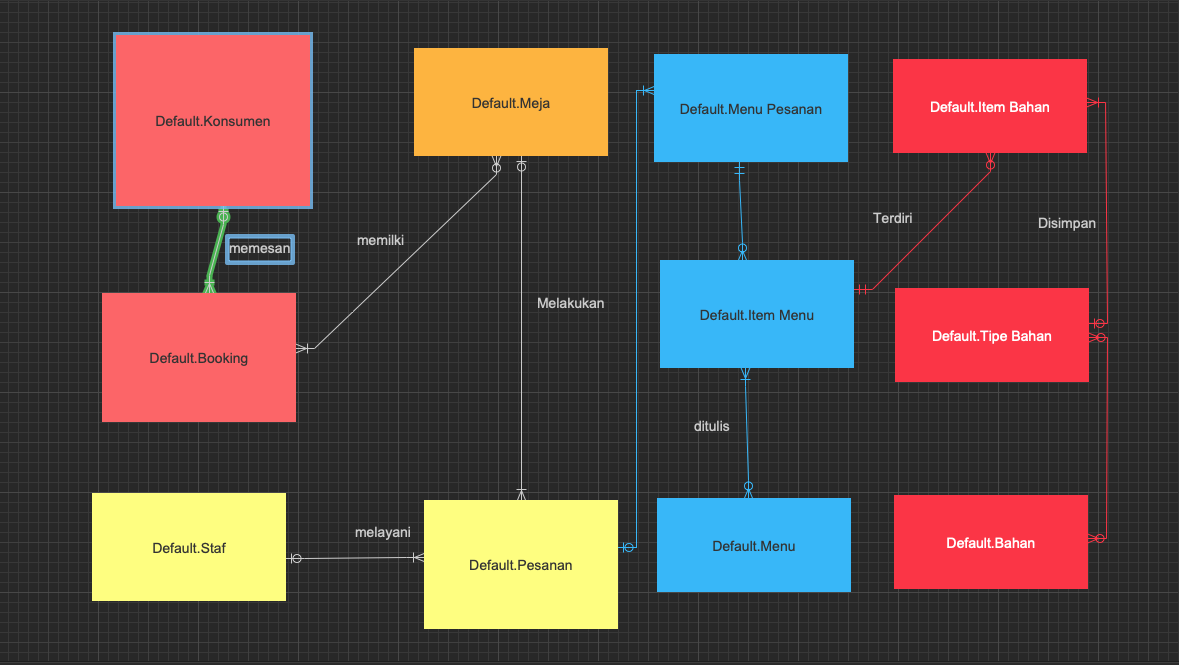 Default.Konsumen
Default.Meja
Default.Menu Pesanan
Default.Item Bahan
memesan
memilki
Terdiri
Disimpan
Melakukan
Default.Item Menu
Default.Tipe Bahan
Default.Booking
ditulis
melayani
Default.Staf
Default.Pesanan
Default.Menu
Default.Bahan